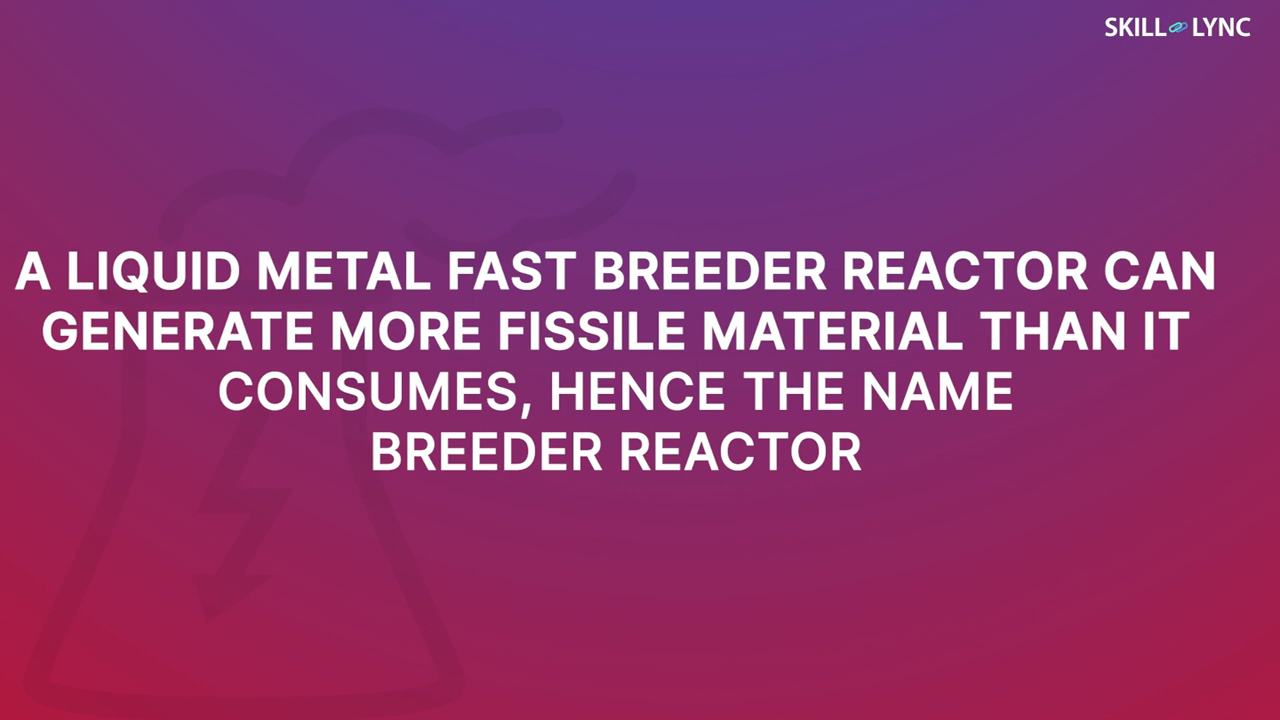 SKILL LYNC
A LIQUID METAL FAST BREEDER REACTOR CAN
GENERATE MORE FISSILE MATERIAL THAN IT
CONSUMES, HENCE THE NAME
BREEDER REACTOR